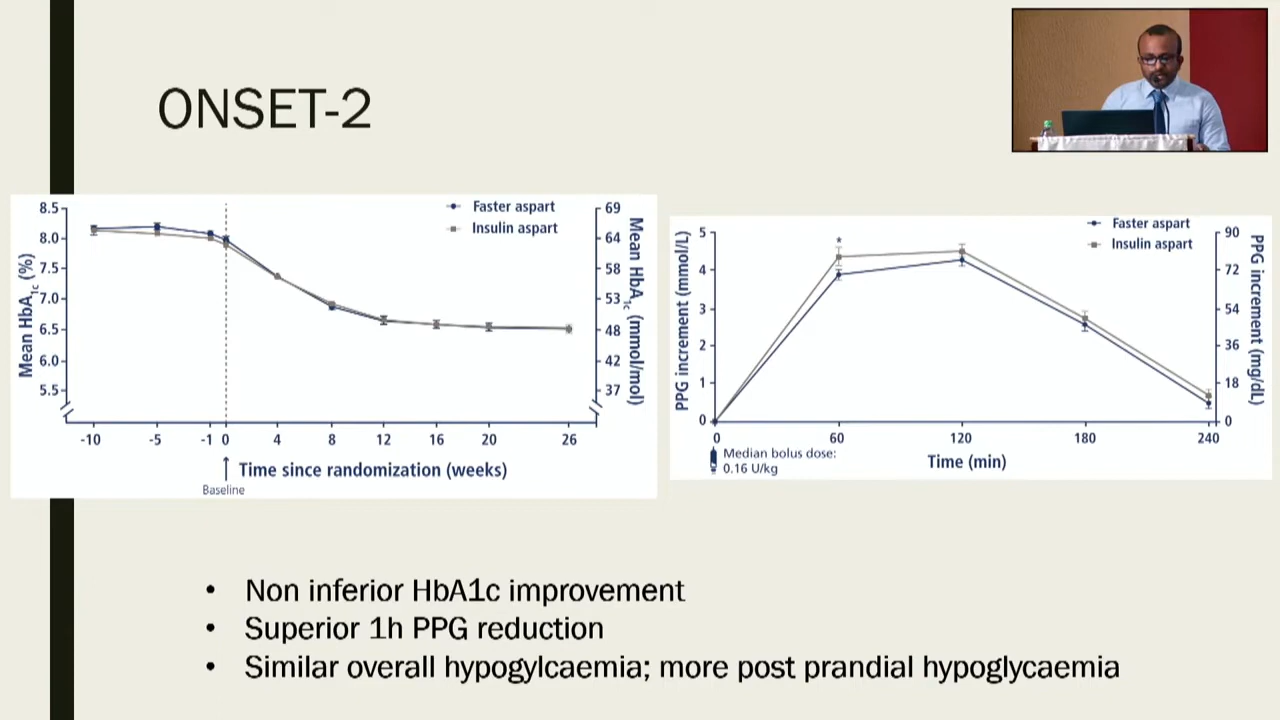 ONSET-2
8.5
8.0
7.5
7.0
6.5
6.0
5.5
Mean HbA1c (%)
Faster aspart
Insulin aspart
69
64
58
53
48
42
37
Mean HbA1c (mmol/mol)
-10 -5 -1 0 4 8 12 16 20 26
Time since randomization (weeks)
Baseline
5
4
3
2
1
0
PPG increment (mmol/L)
*
Faster aspart
Insulin aspart
90
72
54
36
18
0
PPG increment (mg/dL)
0 60 120 180 240
Median bolus dose:
0.16 U/kg
Time (min)
• Non inferior HbA1c improvement
• Superior 1h PPG reduction
• Similar overall hypogylcaemia; more post prandial hypoglycaemia